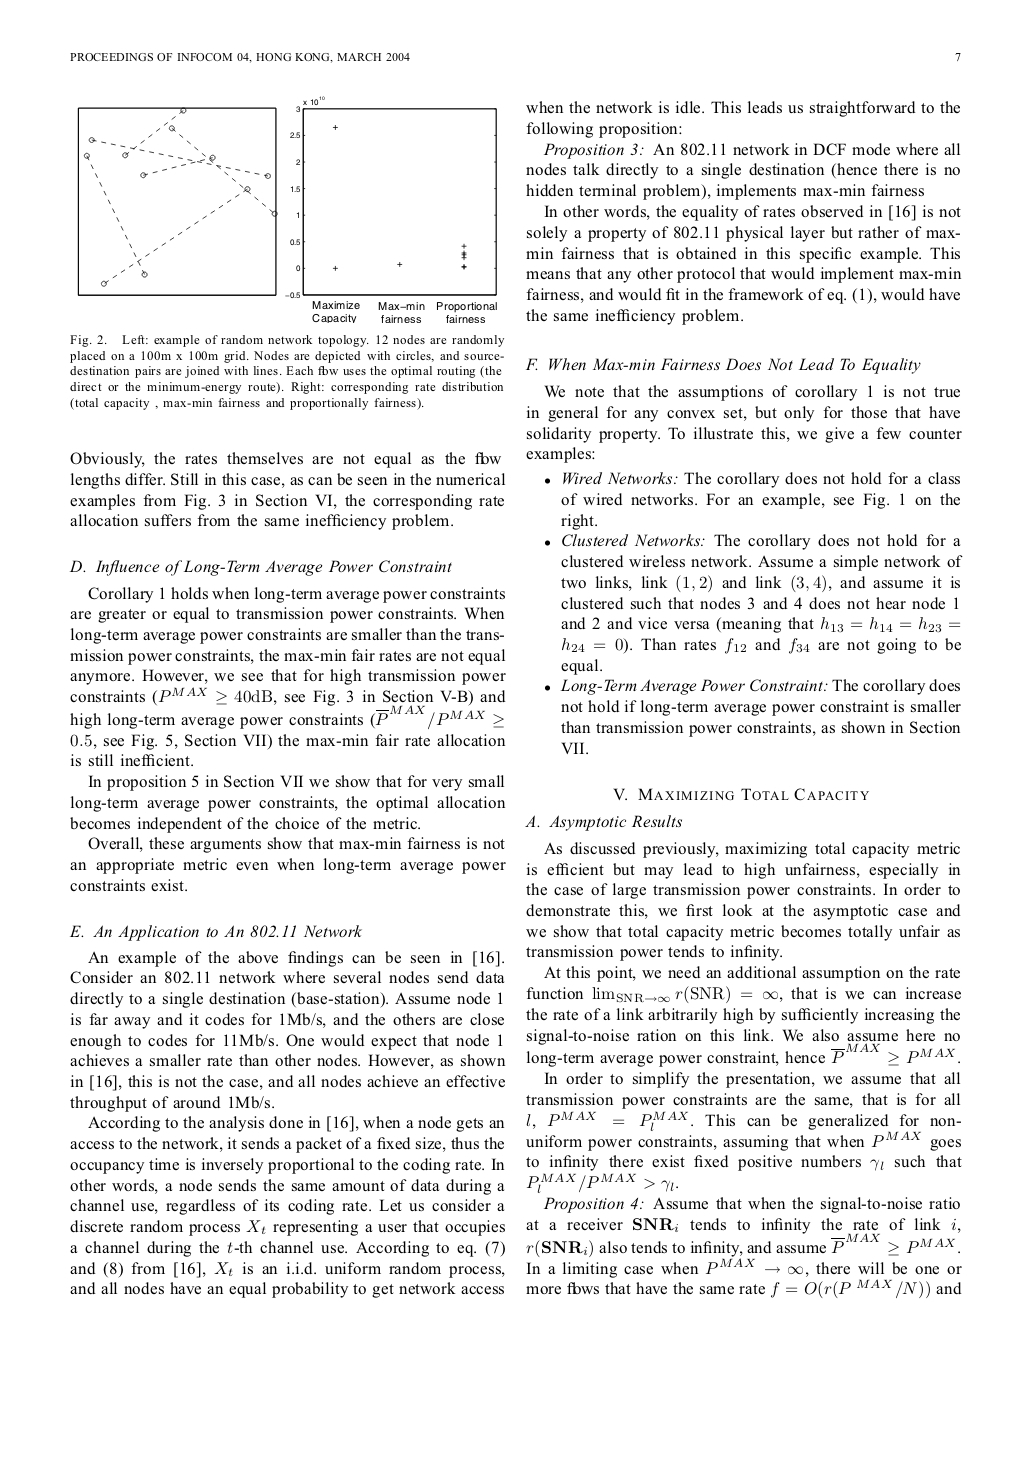 PROCEEDINGS OF INFOCOM 04, HONG KONG, MARCH 2004
7
x 10^10
3
2.5
2
1.5
1
0.5
0
−0.5
Maximize Capacity
Max−min fairness
Proportional fairness
Fig. 2. Left: example of random network topology. 12 nodes are randomly
placed on a 100m x 100m grid. Nodes are depicted with circles, and source-
destination pairs are joined with lines. Each flow uses the optimal routing (the
direct or the minimum-energy route). Right: corresponding rate distribution
(total capacity , max-min fairness and proportionally fairness).
Obviously, the rates themselves are not equal as the flow
lengths differ. Still in this case, as can be seen in the numerical
examples from Fig. 3 in Section VI, the corresponding rate
allocation suffers from the same inefficiency problem.
D. Influence of Long-Term Average Power Constraint
Corollary 1 holds when long-term average power constraints
are greater or equal to transmission power constraints. When
long-term average power constraints are smaller than the trans-
mission power constraints, the max-min fair rates are not equal
anymore. However, we see that for high transmission power
constraints (P^{MAX} ≥ 40dB, see Fig. 3 in Section V-B) and
high long-term average power constraints (P̅^{MAX}/P^{MAX} ≥
0.5, see Fig. 5, Section VII) the max-min fair rate allocation
is still inefficient.
In proposition 5 in Section VII we show that for very small
long-term average power constraints, the optimal allocation
becomes independent of the choice of the metric.
Overall, these arguments show that max-min fairness is not
an appropriate metric even when long-term average power
constraints exist.
E. An Application to An 802.11 Network
An example of the above findings can be seen in [16].
Consider an 802.11 network where several nodes send data
directly to a single destination (base-station). Assume node 1
is far away and it codes for 1Mb/s, and the others are close
enough to codes for 11Mb/s. One would expect that node 1
achieves a smaller rate than other nodes. However, as shown
in [16], this is not the case, and all nodes achieve an effective
throughput of around 1Mb/s.
According to the analysis done in [16], when a node gets an
access to the network, it sends a packet of a fixed size, thus the
occupancy time is inversely proportional to the coding rate. In
other words, a node sends the same amount of data during a
channel use, regardless of its coding rate. Let us consider a
discrete random process X_t representing a user that occupies
a channel during the t-th channel use. According to eq. (7)
and (8) from [16], X_t is an i.i.d. uniform random process,
and all nodes have an equal probability to get network access
when the network is idle. This leads us straightforward to the
following proposition:
Proposition 3: An 802.11 network in DCF mode where all
nodes talk directly to a single destination (hence there is no
hidden terminal problem), implements max-min fairness
In other words, the equality of rates observed in [16] is not
solely a property of 802.11 physical layer but rather of max-
min fairness that is obtained in this specific example. This
means that any other protocol that would implement max-min
fairness, and would fit in the framework of eq. (1), would have
the same inefficiency problem.
F. When Max-min Fairness Does Not Lead To Equality
We note that the assumptions of corollary 1 is not true
in general for any convex set, but only for those that have
solidarity property. To illustrate this, we give a few counter
examples:
• Wired Networks: The corollary does not hold for a class
of wired networks. For an example, see Fig. 1 on the
right.
• Clustered Networks: The corollary does not hold for a
clustered wireless network. Assume a simple network of
two links, link (1, 2) and link (3, 4), and assume it is
clustered such that nodes 3 and 4 does not hear node 1
and 2 and vice versa (meaning that h_{13} = h_{14} = h_{23} =
h_{24} = 0). Than rates f_{12} and f_{34} are not going to be
equal.
• Long-Term Average Power Constraint: The corollary does
not hold if long-term average power constraint is smaller
than transmission power constraints, as shown in Section
VII.
V. MAXIMIZING TOTAL CAPACITY
A. Asymptotic Results
As discussed previously, maximizing total capacity metric
is efficient but may lead to high unfairness, especially in
the case of large transmission power constraints. In order to
demonstrate this, we first look at the asymptotic case and
we show that total capacity metric becomes totally unfair as
transmission power tends to infinity.
At this point, we need an additional assumption on the rate
function lim_{SNR→∞} r(SNR) = ∞, that is we can increase
the rate of a link arbitrarily high by sufficiently increasing the
signal-to-noise ration on this link. We also assume here no
long-term average power constraint, hence P̅^{MAX} ≥ P^{MAX}.
In order to simplify the presentation, we assume that all
transmission power constraints are the same, that is for all
l, P^{MAX} = P_l^{MAX}. This can be generalized for non-
uniform power constraints, assuming that when P^{MAX} goes
to infinity there exist fixed positive numbers γ_l such that
P_l^{MAX}/P^{MAX} > γ_l.
Proposition 4: Assume that when the signal-to-noise ratio
at a receiver SNR_i tends to infinity the rate of link i,
r(SNR_i) also tends to infinity, and assume P̅^{MAX} ≥ P^{MAX}.
In a limiting case when P^{MAX} → ∞, there will be one or
more flows that have the same rate f = O(r(P^{MAX}/N)) and